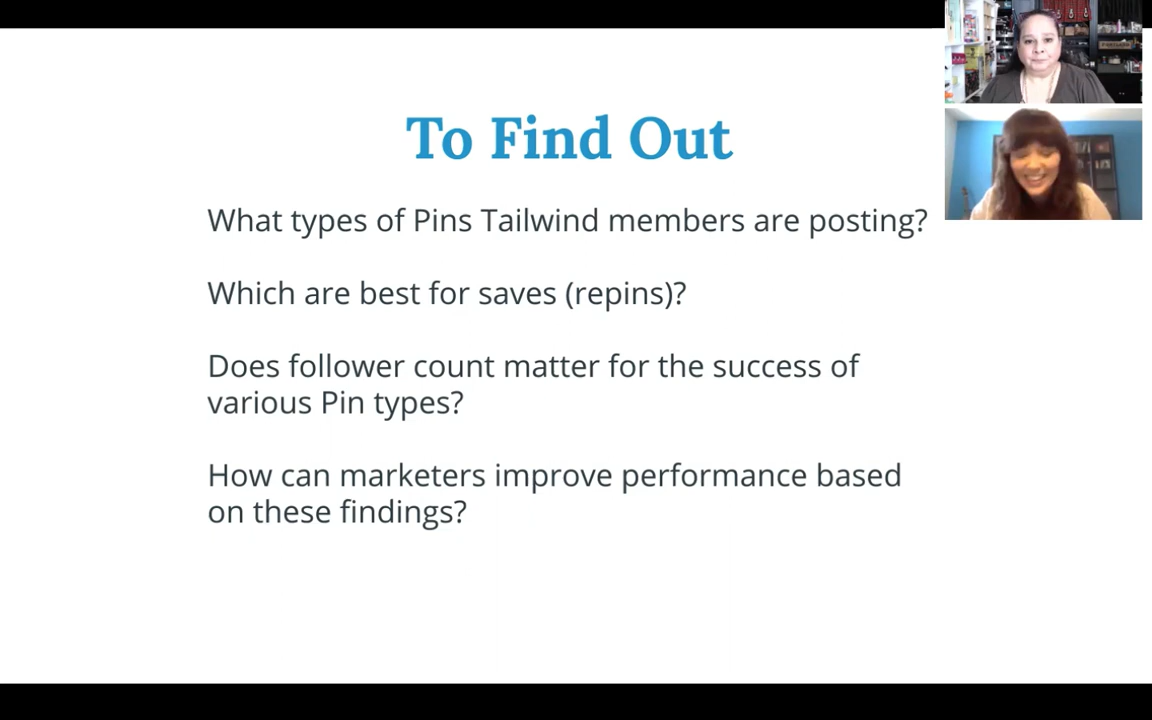 To Find Out
What types of Pins Tailwind members are posting?
Which are best for saves (repins)?
Does follower count matter for the success of
various Pin types?
How can marketers improve performance based
on these findings?